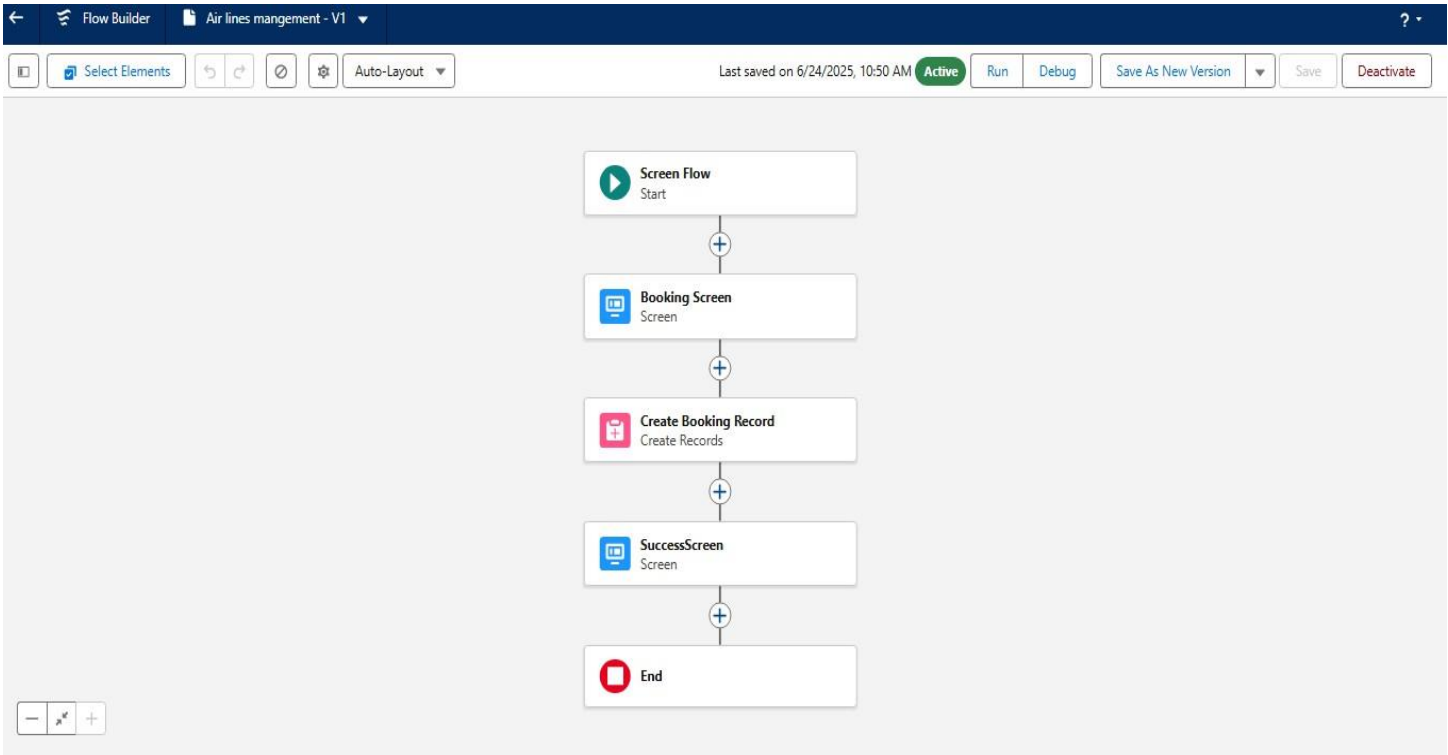 Flow Builder
Air lines mangement - V1
? 
Select Elements
Auto-Layout
Last saved on 6/24/2025, 10:50 AM
Active
Run
Debug
Save As New Version
Save
Deactivate
Screen Flow
Start
Booking Screen
Screen
Create Booking Record
Create Records
SuccessScreen
Screen
End